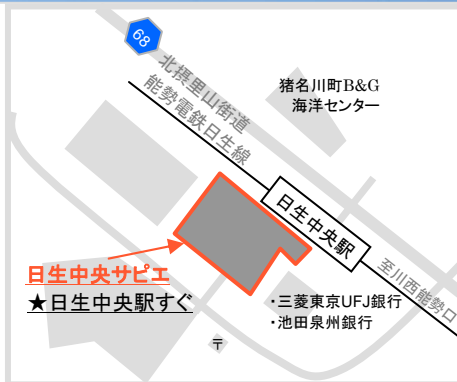 68
北摂里山街道
能勢電鉄日生線
猪名川町B&G
海洋センター
日生中央駅
至川西能勢口
日生中央サピエ
★日生中央駅すぐ
・三菱東京UFJ銀行
・池田泉州銀行
〒